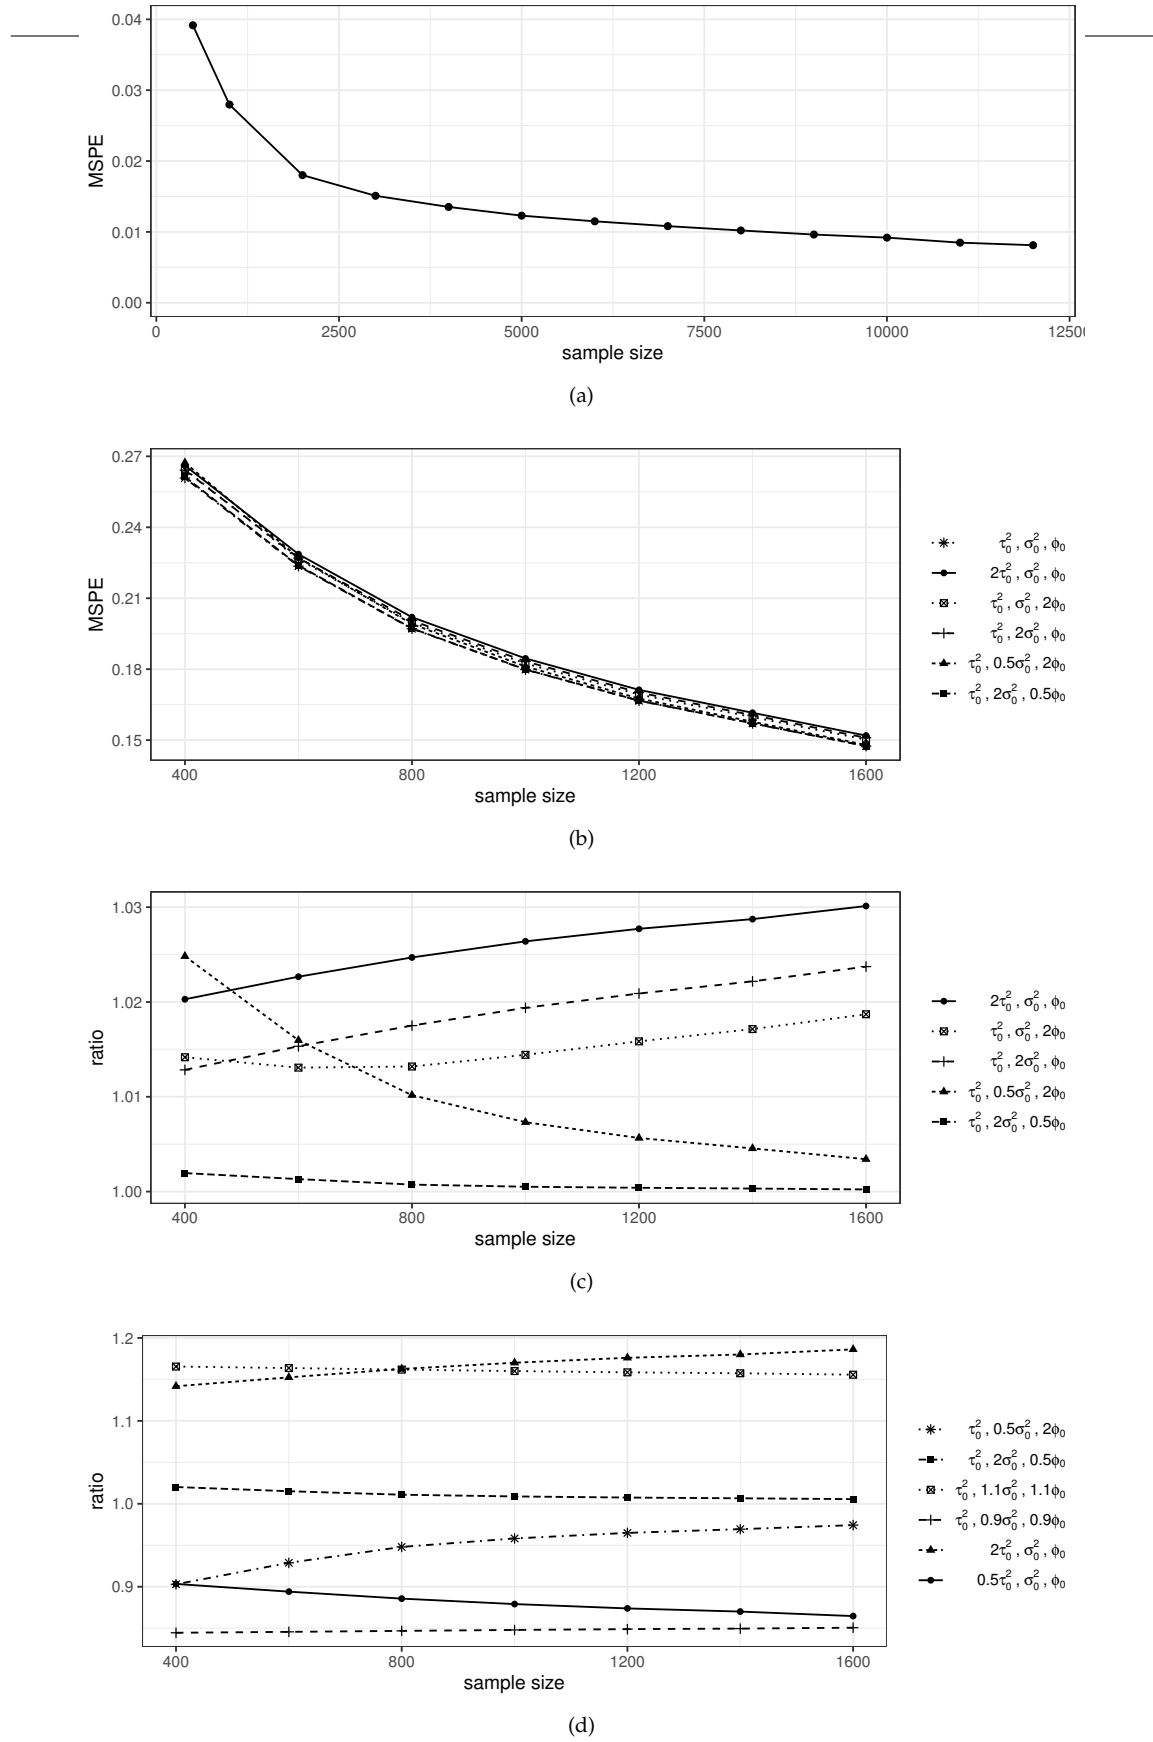 0.04
0.03
0.02
0.01
0.00
MSPE
0 2500 5000 7500 10000 1250
sample size
(a)
0.27
0.24
0.21
0.18
0.15
MSPE
400 800 1200 1600
sample size
τ₀², σ₀², ϕ₀
2τ₀², σ₀², ϕ₀
τ₀², σ₀², 2ϕ₀
τ₀², 2σ₀², ϕ₀
τ₀², 0.5σ₀², 2ϕ₀
τ₀², 2σ₀², 0.5ϕ₀
(b)
1.03
1.02
1.01
1.00
ratio
400 800 1200 1600
sample size
2τ₀², σ₀², ϕ₀
τ₀², σ₀², 2ϕ₀
τ₀², 2σ₀², ϕ₀
τ₀², 0.5σ₀², 2ϕ₀
τ₀², 2σ₀², 0.5ϕ₀
(c)
1.2
1.1
1.0
0.9
ratio
400 800 1200 1600
sample size
τ₀², 0.5σ₀², 2ϕ₀
τ₀², 2σ₀², 0.5ϕ₀
τ₀², 1.1σ₀², 1.1ϕ₀
τ₀², 0.9σ₀², 0.9ϕ₀
2τ₀², σ₀², ϕ₀
0.5τ₀², σ₀², ϕ₀
(d)